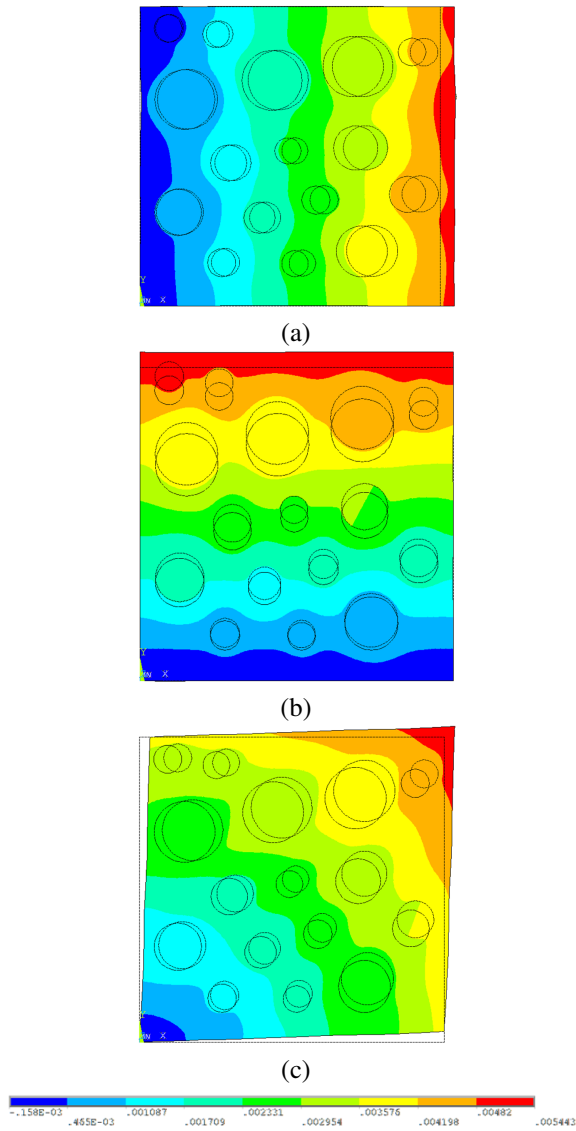 Y
MN X
(a)
Y
MN X
(b)
Y
MN X
(c)
-.158E-03 .001087 .002331 .003576 .00482
.465E-03 .001709 .002954 .004198 .005443